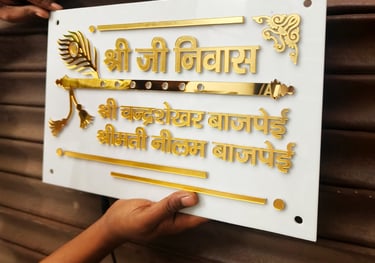 श्री जी निवास
श्री चन्द्रशेखर बाजपेई
श्रीमती नीलम बाजपेई